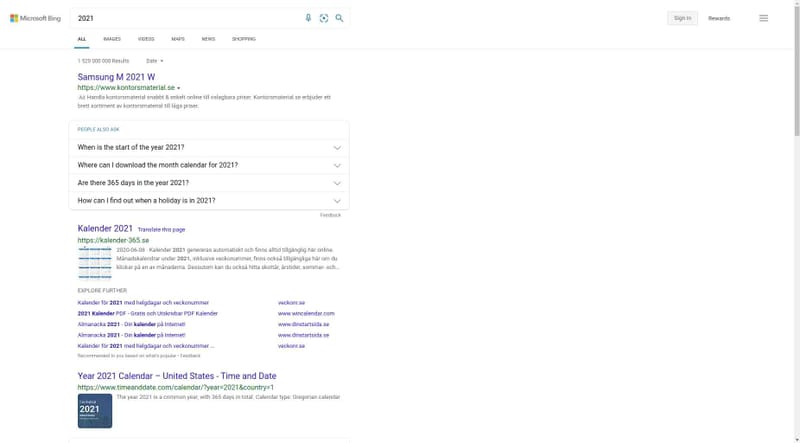 Microsoft Bing
2021
Sign in
Rewards
ALL
IMAGES
VIDEOS
MAPS
NEWS
SHOPPING
1 520 000 000 Results
Date
Samsung M 2021 W
https://www.kontorsmaterial.se
Ad Handla kontorsmaterial snabbt & enkelt online till oslagbara priser. Kontorsmaterial.se erbjuder ett
brett sortiment av kontorsmaterial till låga priser.
PEOPLE ALSO ASK
When is the start of the year 2021?
Where can I download the month calendar for 2021?
Are there 365 days in the year 2021?
How can I find out when a holiday is in 2021?
Feedback
Kalender 2021 Translate this page
https://kalender-365.se
2020-06-08 · Kalender 2021 genereras automatiskt och finns alltid tillgänglig här online.
Månadskalendrar under 2021, inklusive veckonummer, finns också tillgängliga här om du
klickar på en av månaderna. Dessutom kan du också hitta skottår, årstider, sommar- och…
EXPLORE FURTHER
Kalender för 2021 med helgdagar och veckonummer
veckonr.se
2021 Kalender PDF - Gratis och Utskrivbar PDF Kalender
www.wincalendar.com
Almanacka 2021 - Din kalender på Internet!
www.dinstartsida.se
Almanacka 2021 - Din kalender på Internet!
www.dinstartsida.se
Kalender för 2021 med helgdagar och veckonummer ...
veckonr.se
Recommended to you based on what's popular • Feedback
Year 2021 Calendar – United States - Time and Date
https://www.timeanddate.com/calendar/?year=2021&country=1
The year 2021 is a common year, with 365 days in total. Calendar type: Gregorian calendar
2021